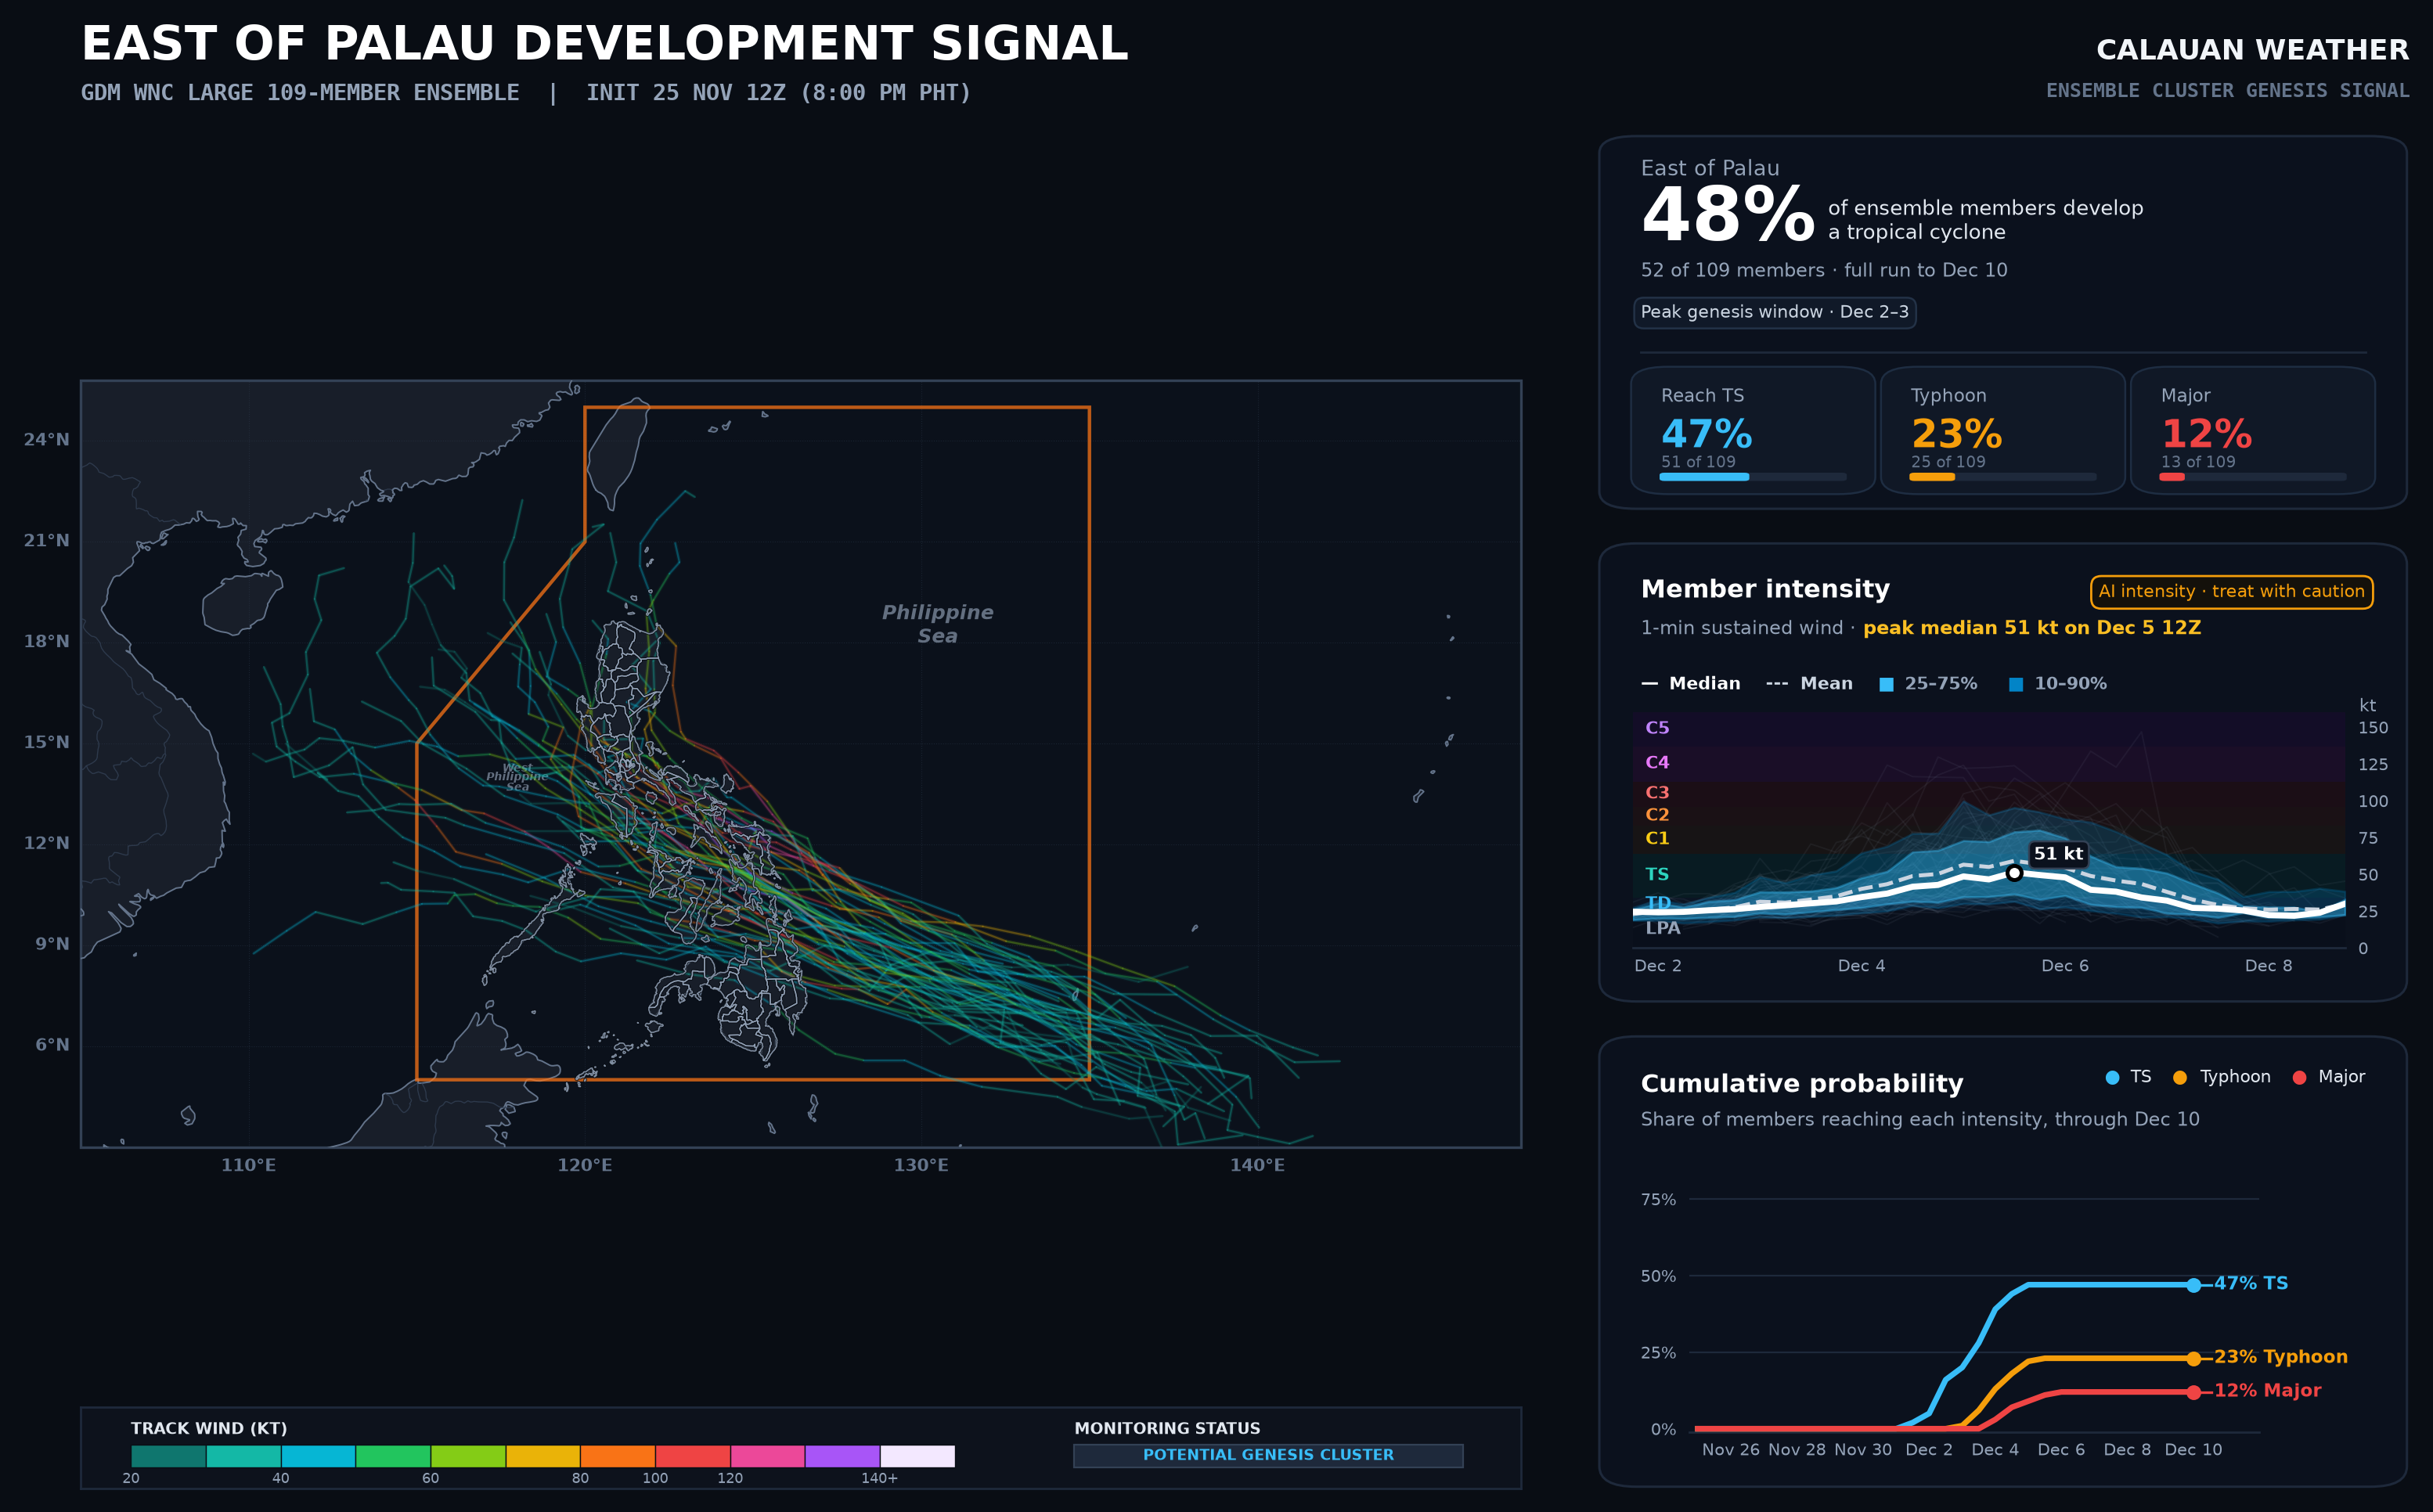 EAST OF PALAU DEVELOPMENT SIGNAL
GDM WNC LARGE 109-MEMBER ENSEMBLE | INIT 25 NOV 12Z (8:00 PM PHT)
CALAUAN WEATHER
ENSEMBLE CLUSTER GENESIS SIGNAL
24°N
21°N
18°N
15°N
12°N
9°N
6°N
110°E
120°E
130°E
140°E
Philippine
Sea
West
Philippine
Sea
TRACK WIND (KT)
20
40
60
80
100
120
140+
MONITORING STATUS
POTENTIAL GENESIS CLUSTER
East of Palau
48%
of ensemble members develop
a tropical cyclone
52 of 109 members · full run to Dec 10
Peak genesis window · Dec 2–3
Reach TS
47%
51 of 109
Typhoon
23%
25 of 109
Major
12%
13 of 109
Member intensity
AI intensity · treat with caution
1-min sustained wind · peak median 51 kt on Dec 5 12Z
Median
Mean
25–75%
10–90%
kt
C5
C4
C3
C2
C1
TS
TD
LPA
150
125
100
75
50
25
0
51 kt
Dec 2
Dec 4
Dec 6
Dec 8
Cumulative probability
TS
Typhoon
Major
Share of members reaching each intensity, through Dec 10
75%
50%
25%
0%
47% TS
23% Typhoon
12% Major
Nov 26
Nov 28
Nov 30
Dec 2
Dec 4
Dec 6
Dec 8
Dec 10